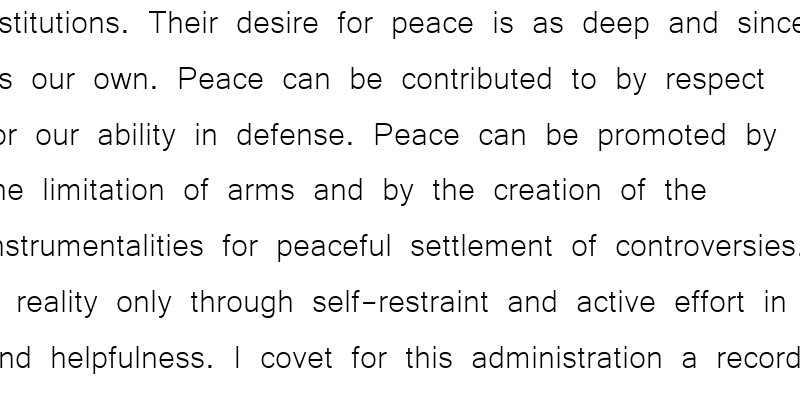 stitutions. Their desire for peace is as deep and since
s our own. Peace can be contributed to by respect
or our ability in defense. Peace can be promoted by
he limitation of arms and by the creation of the
nstrumentalities for peaceful settlement of controversies.
reality only through self-restraint and active effort in
nd helpfulness. I covet for this administration a record